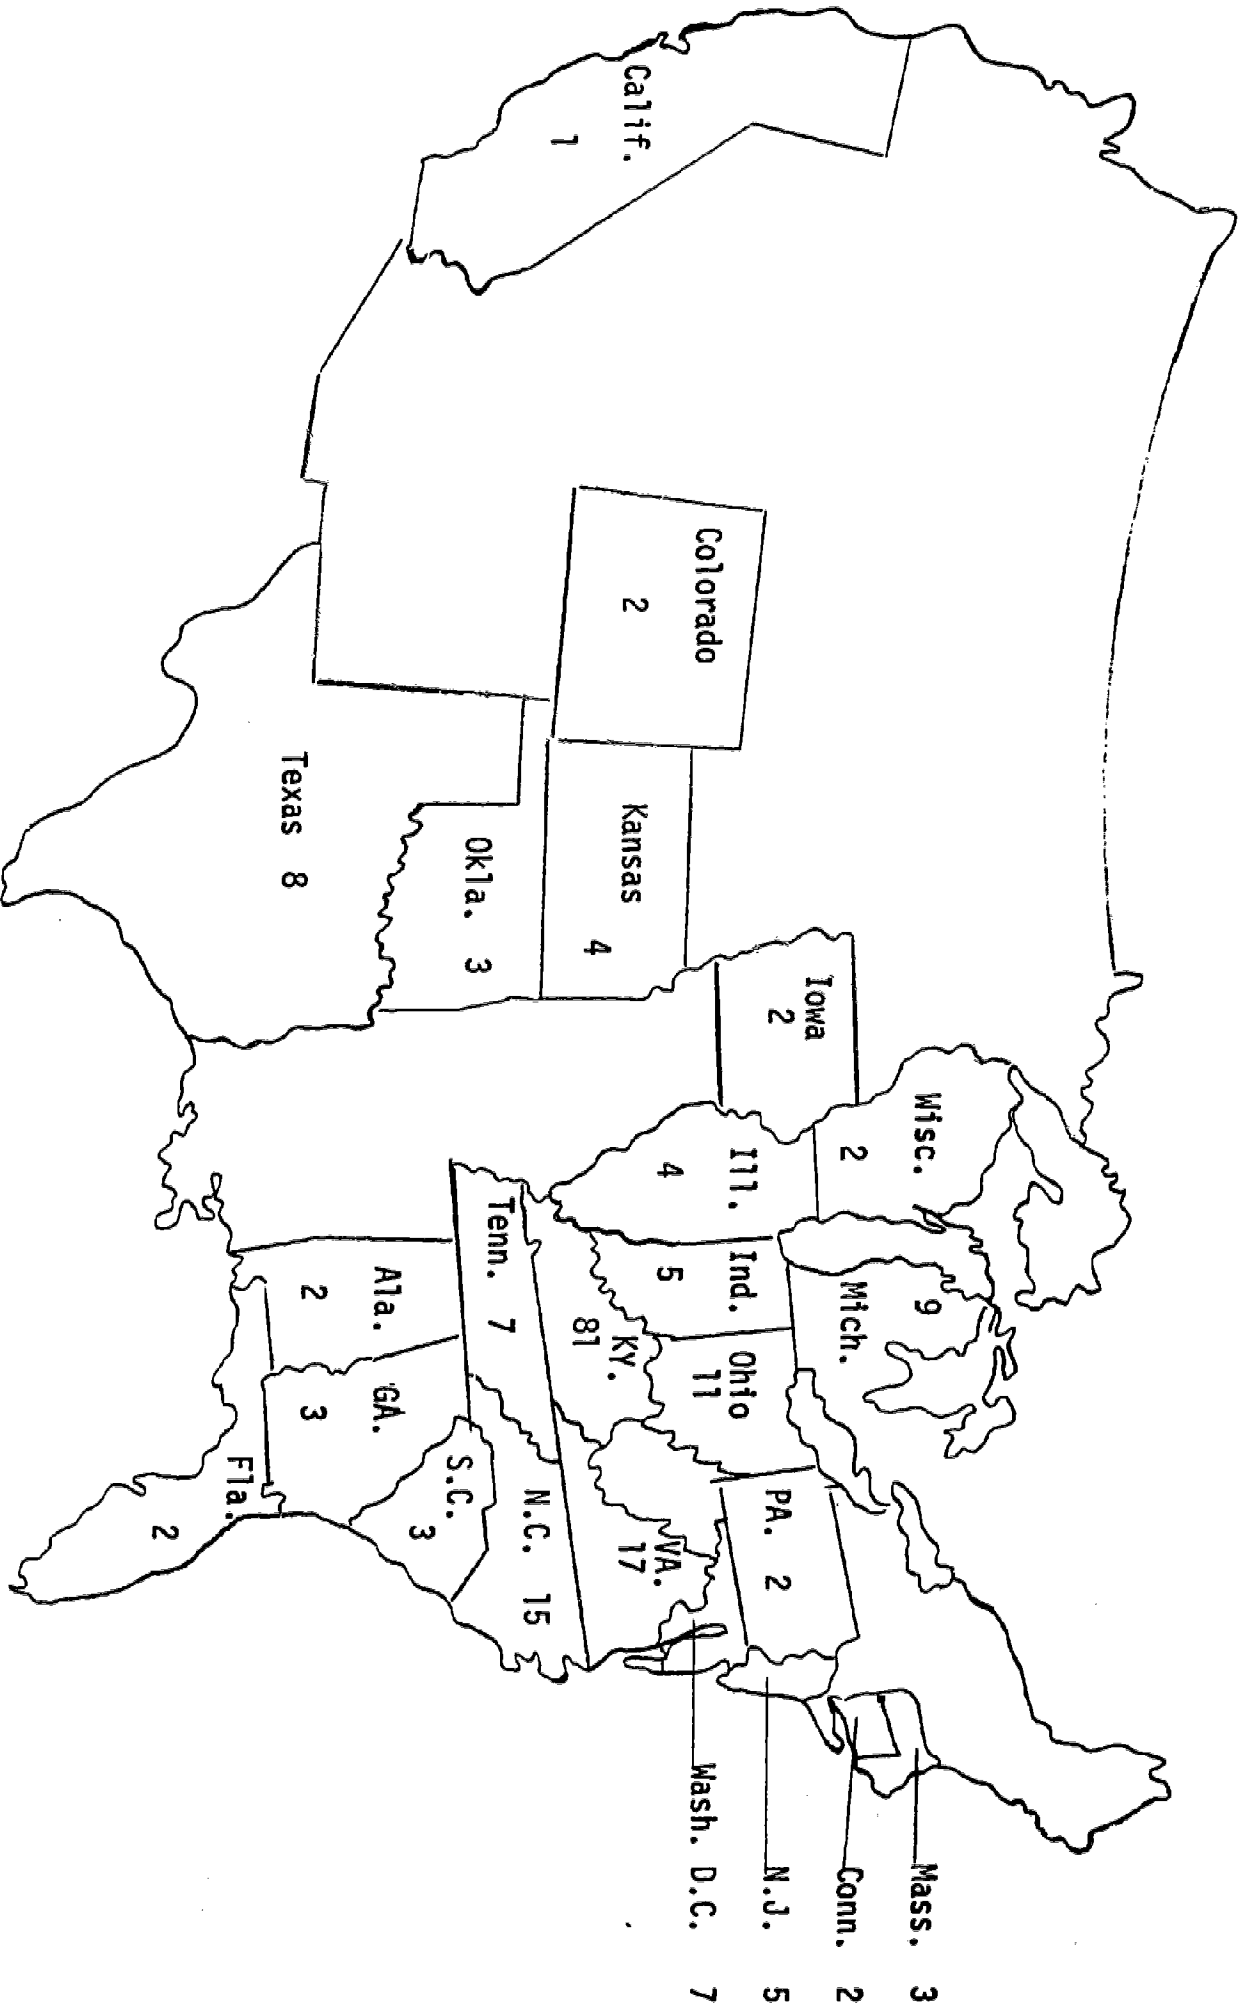 Calif.
1
Colorado
2
Kansas
4
Okla. 3
Texas 8
Iowa
2
Wisc.
2
Ill.
4
Ind.
5
Mich.
9
Ohio
11
KY.
81
Tenn. 7
Ala.
2
GA.
3
Fla.
2
S.C.
3
N.C. 15
VA.
17
PA. 2
Mass. 3
Conn. 2
N.J. 5
Wash. D.C. 7